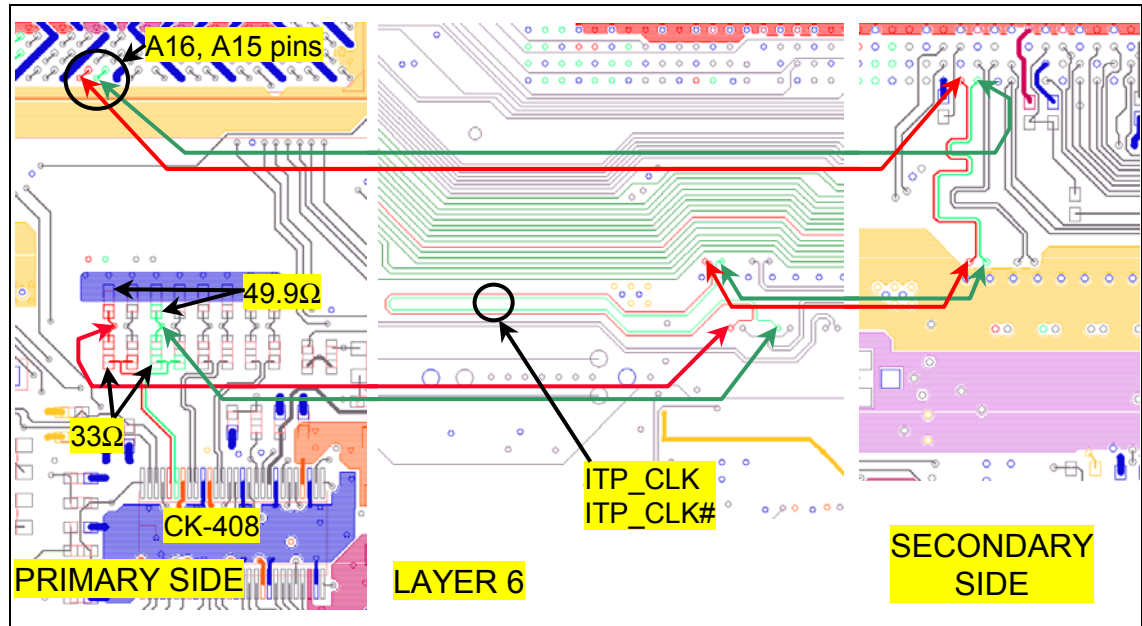 A16, A15 pins
49.9Ω
33Ω
CK-408
PRIMARY SIDE
ITP_CLK
ITP_CLK#
LAYER 6
SECONDARY
SIDE